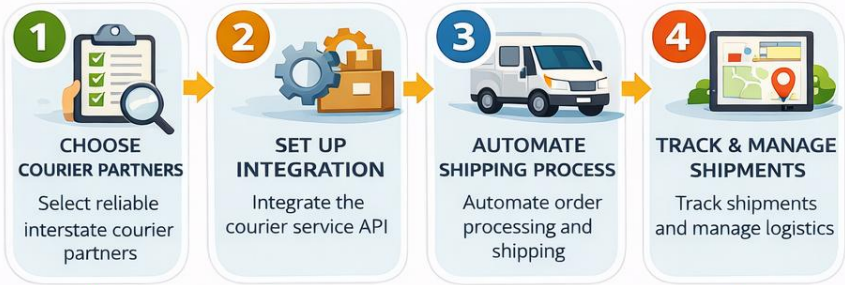 1
CHOOSE
COURIER PARTNERS
Select reliable
interstate courier
partners
2
SET UP
INTEGRATION
Integrate the
courier service API
3
AUTOMATE
SHIPPING PROCESS
Automate order
processing and
shipping
4
TRACK & MANAGE
SHIPMENTS
Track shipments
and manage logistics